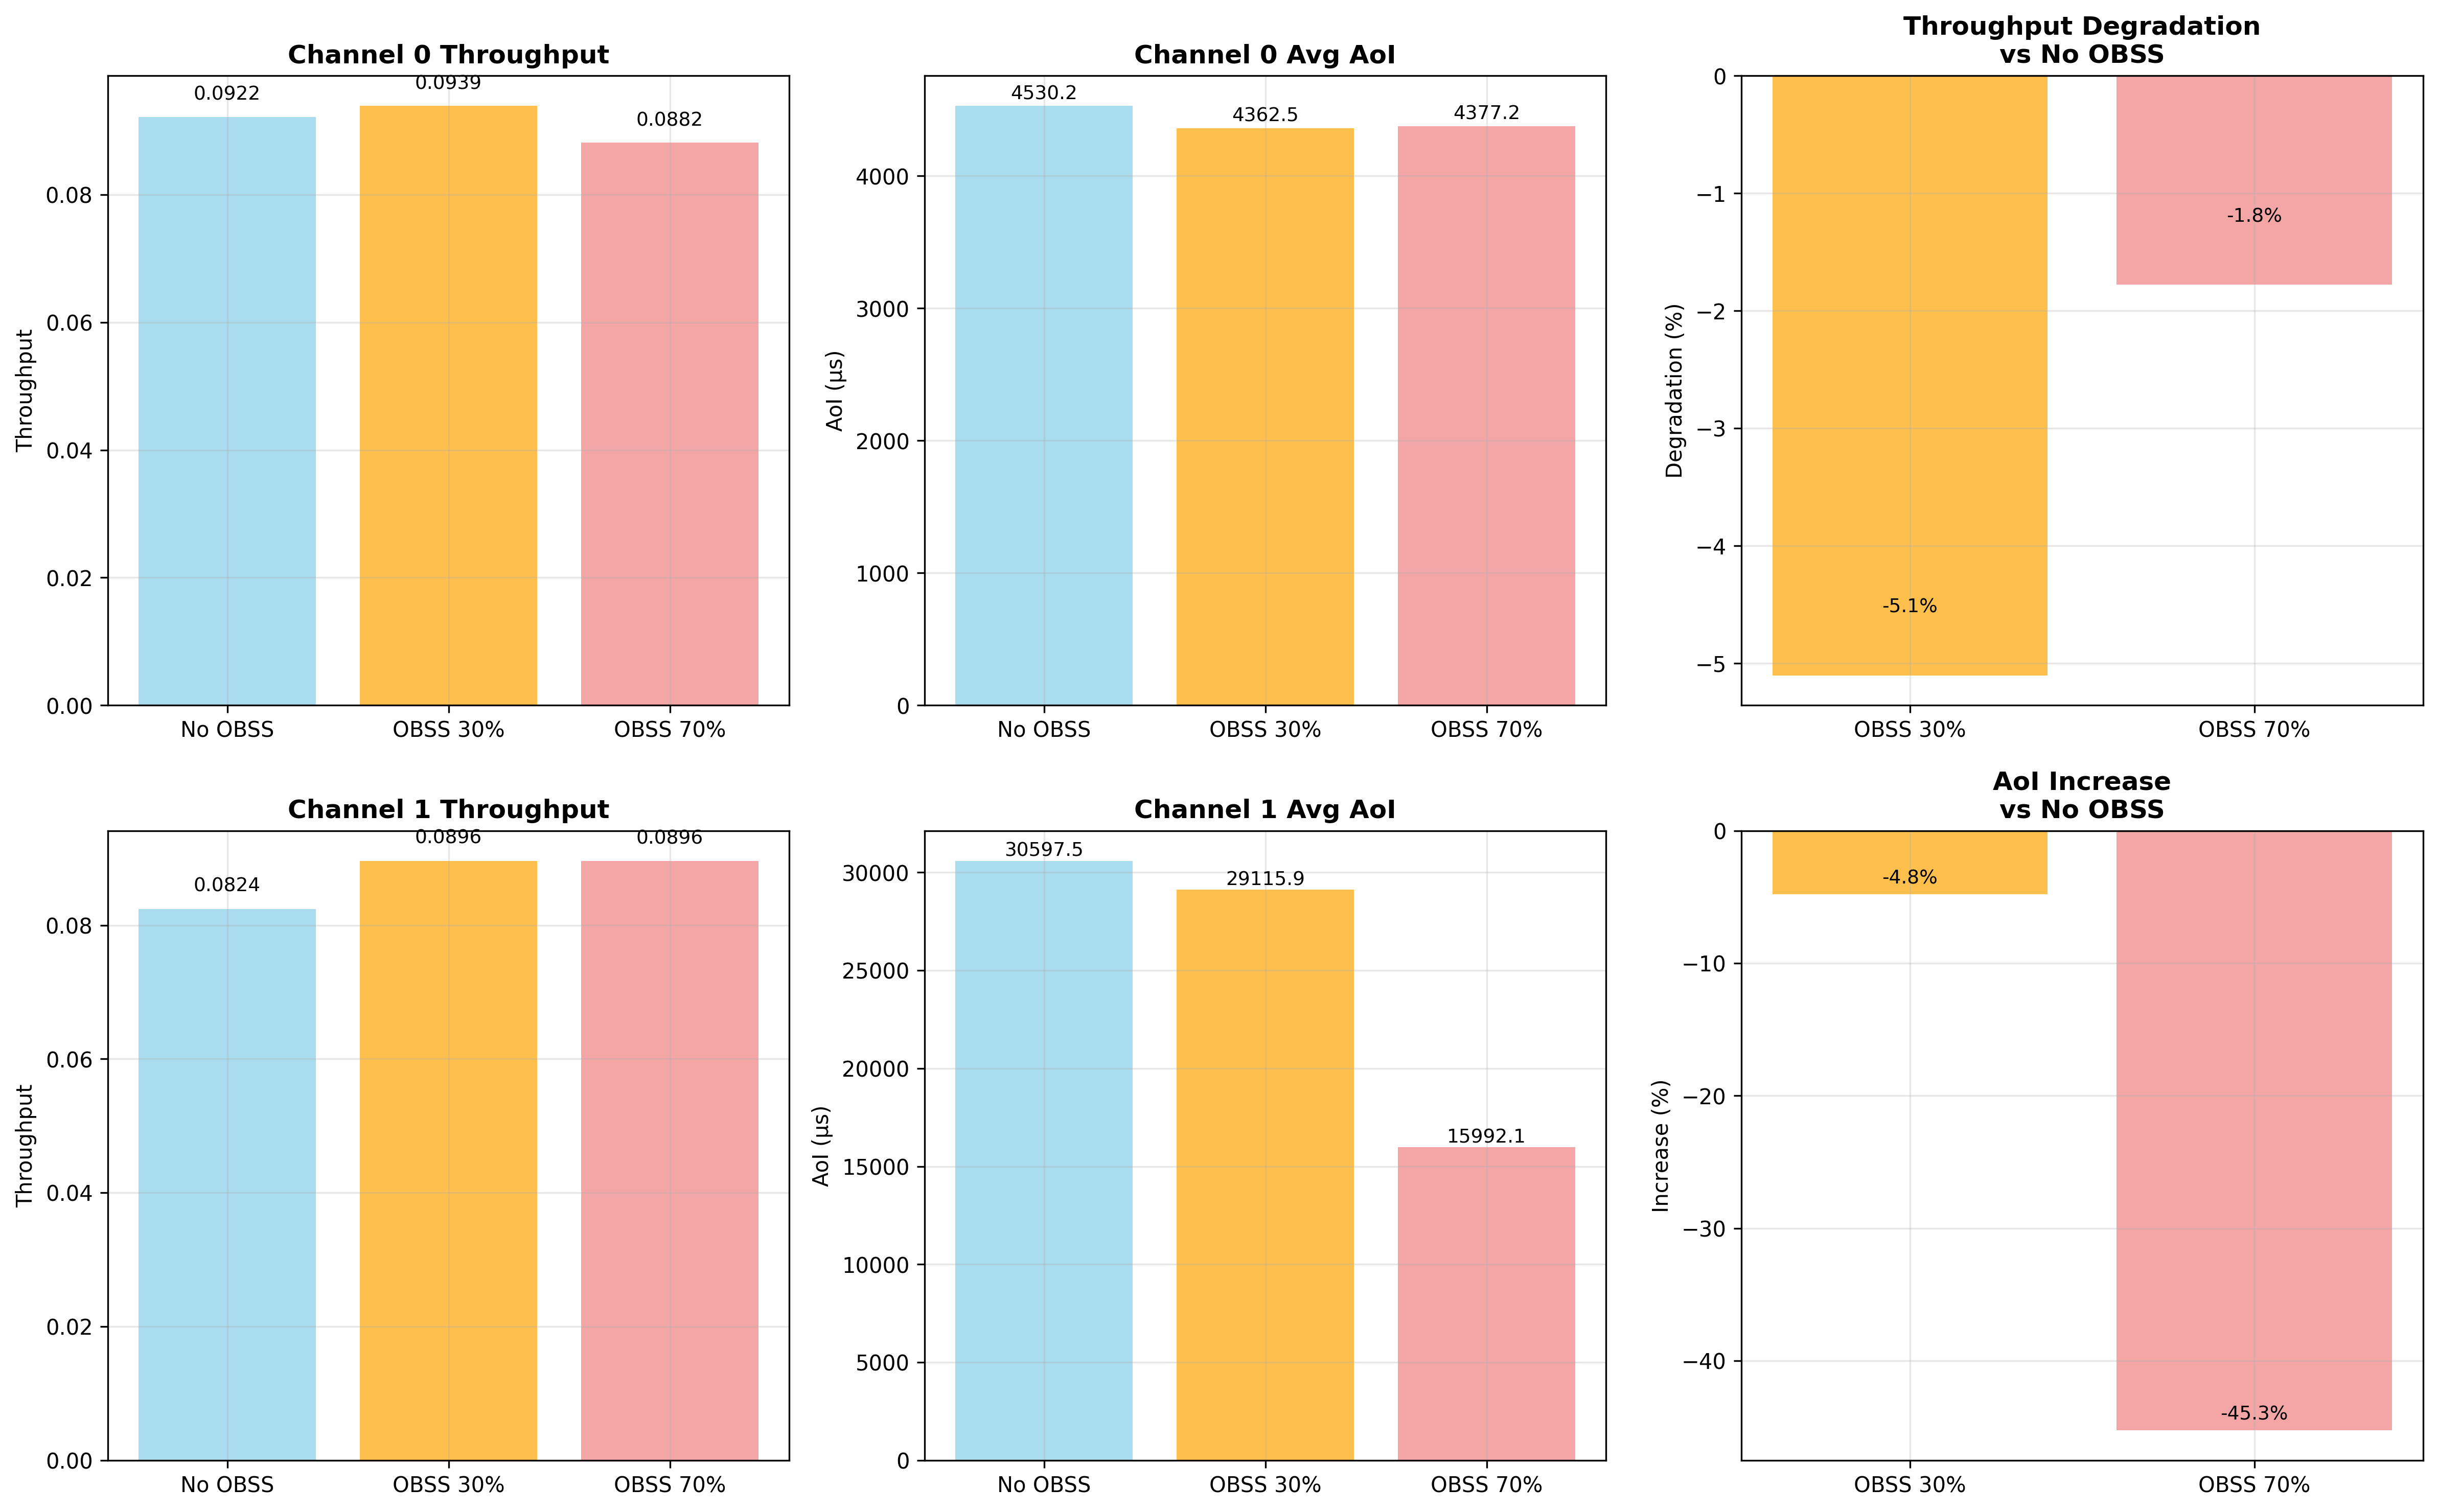 Channel 0 Throughput
Throughput
0.08
0.06
0.04
0.02
0.00
0.0922
0.0939
0.0882
No OBSS
OBSS 30%
OBSS 70%
Channel 0 Avg AoI
AoI (μs)
4000
3000
2000
1000
0
4530.2
4362.5
4377.2
No OBSS
OBSS 30%
OBSS 70%
Throughput Degradation
vs No OBSS
Degradation (%)
0
−1
−2
−3
−4
−5
-5.1%
-1.8%
OBSS 30%
OBSS 70%
Channel 1 Throughput
Throughput
0.08
0.06
0.04
0.02
0.00
0.0824
0.0896
0.0896
No OBSS
OBSS 30%
OBSS 70%
Channel 1 Avg AoI
AoI (μs)
30000
25000
20000
15000
10000
5000
0
30597.5
29115.9
15992.1
No OBSS
OBSS 30%
OBSS 70%
AoI Increase
vs No OBSS
Increase (%)
0
−10
−20
−30
−40
-4.8%
-45.3%
OBSS 30%
OBSS 70%